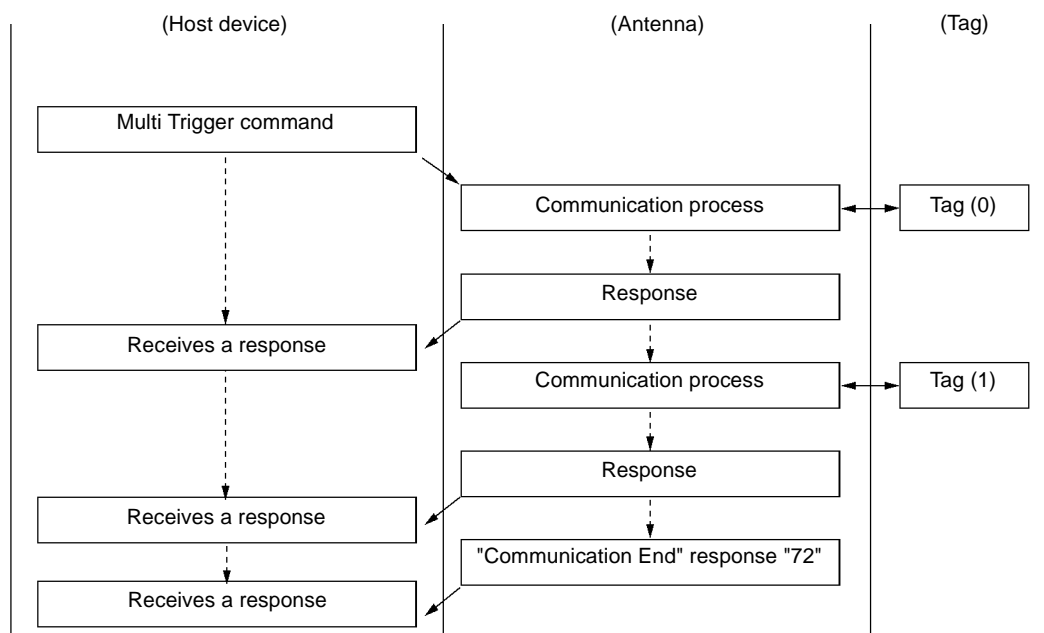 (Host device)
(Antenna)
(Tag)
Multi Trigger command
Communication process
Tag (0)
Response
Receives a response
Communication process
Tag (1)
Response
Receives a response
"Communication End" response "72"
Receives a response